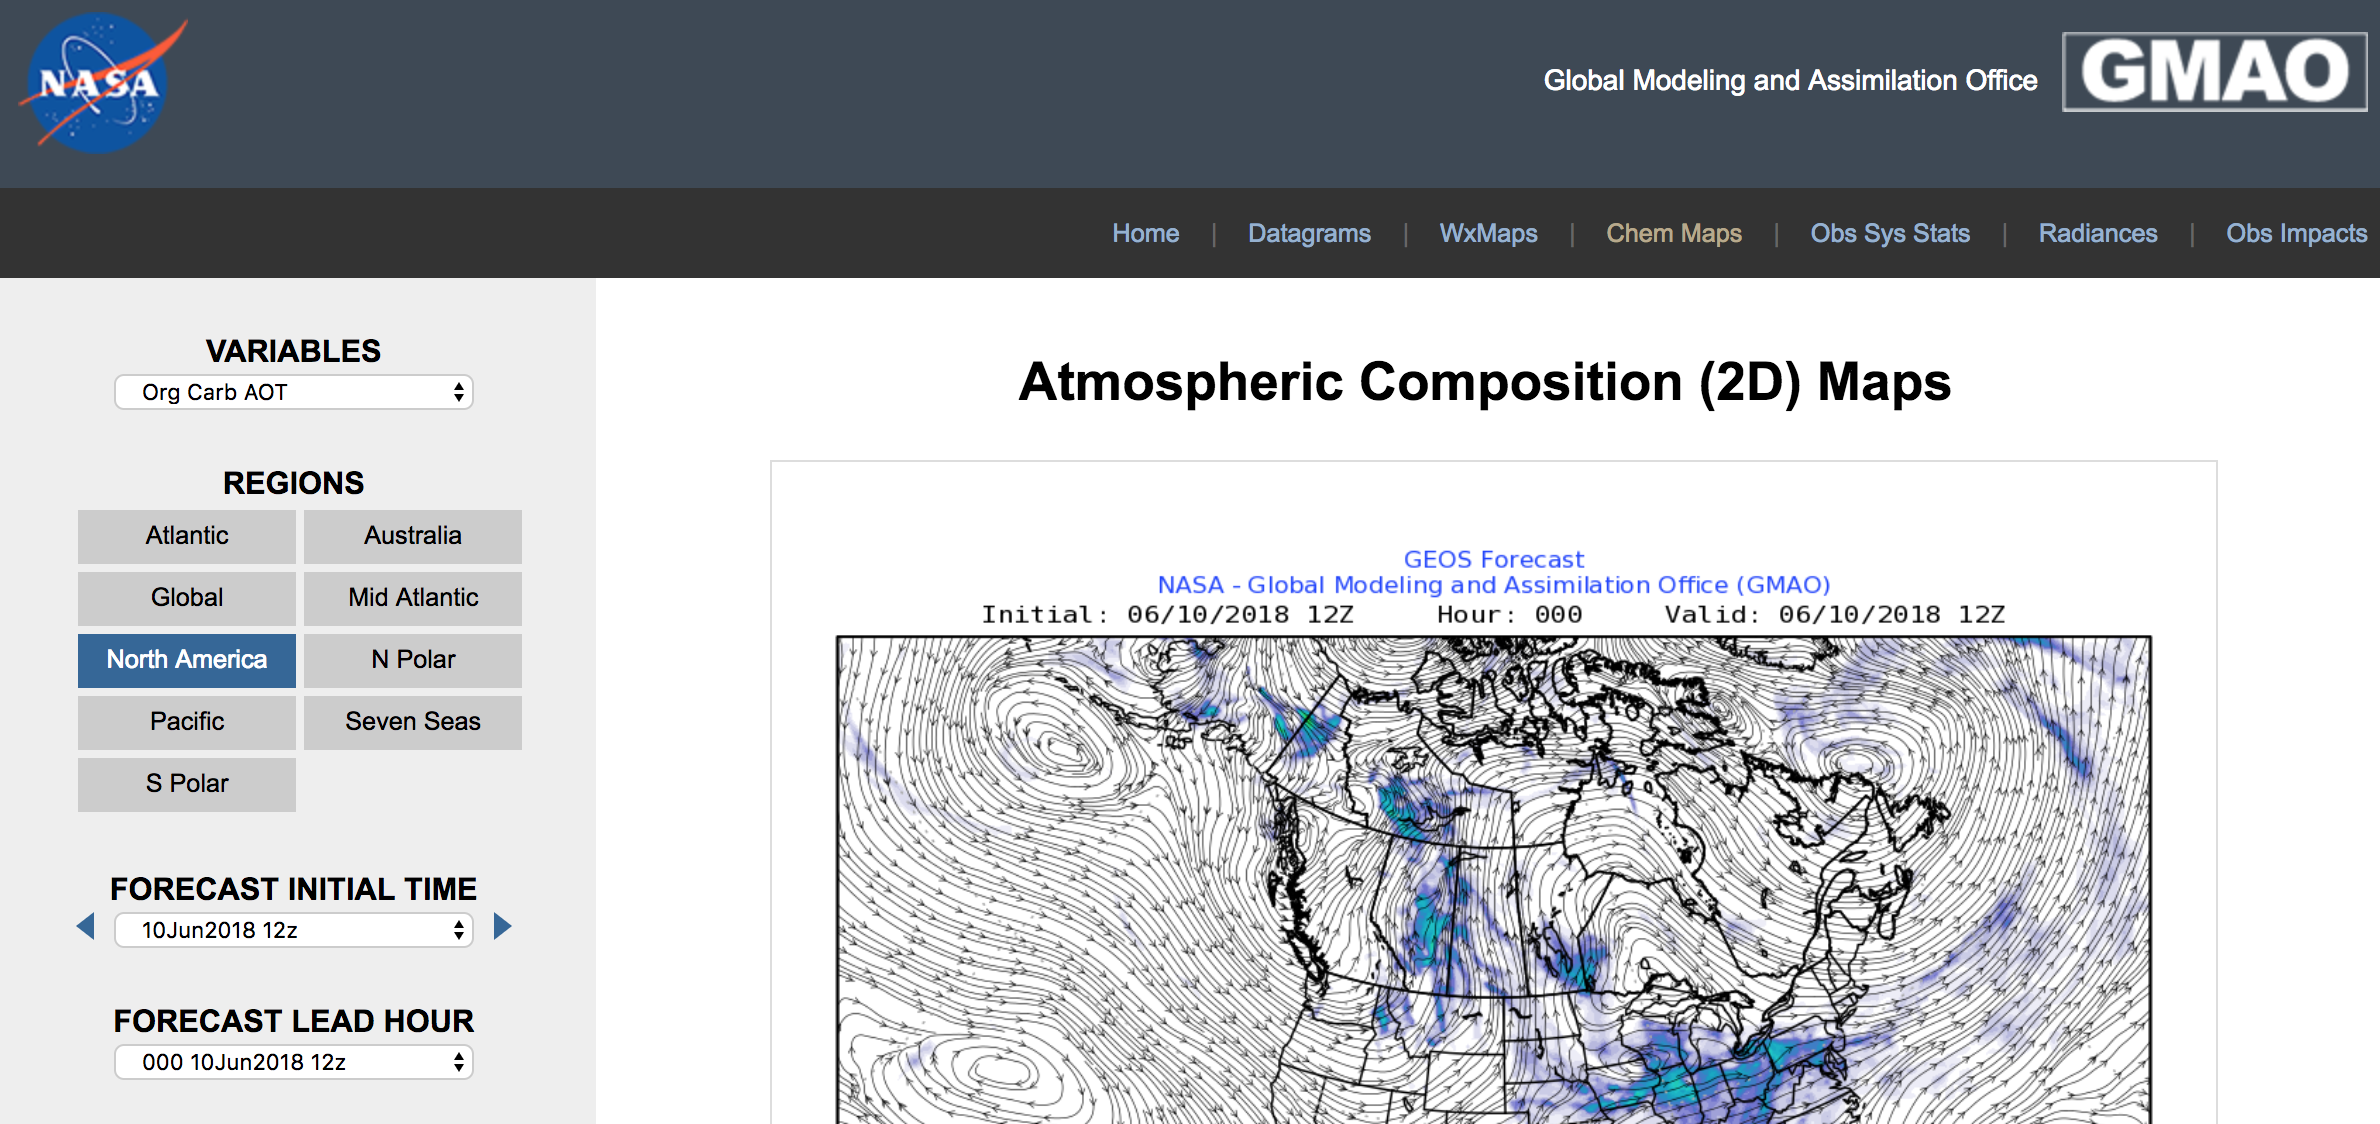 NASA
Global Modeling and Assimilation Office
GMAO
Home | Datagrams | WxMaps | Chem Maps | Obs Sys Stats | Radiances | Obs Impacts
VARIABLES
Org Carb AOT
REGIONS
Atlantic
Australia
Global
Mid Atlantic
North America
N Polar
Pacific
Seven Seas
S Polar
FORECAST INITIAL TIME
10Jun2018 12z
FORECAST LEAD HOUR
000 10Jun2018 12z
Atmospheric Composition (2D) Maps
GEOS Forecast
NASA - Global Modeling and Assimilation Office (GMAO)
Initial: 06/10/2018 12Z Hour: 000 Valid: 06/10/2018 12Z